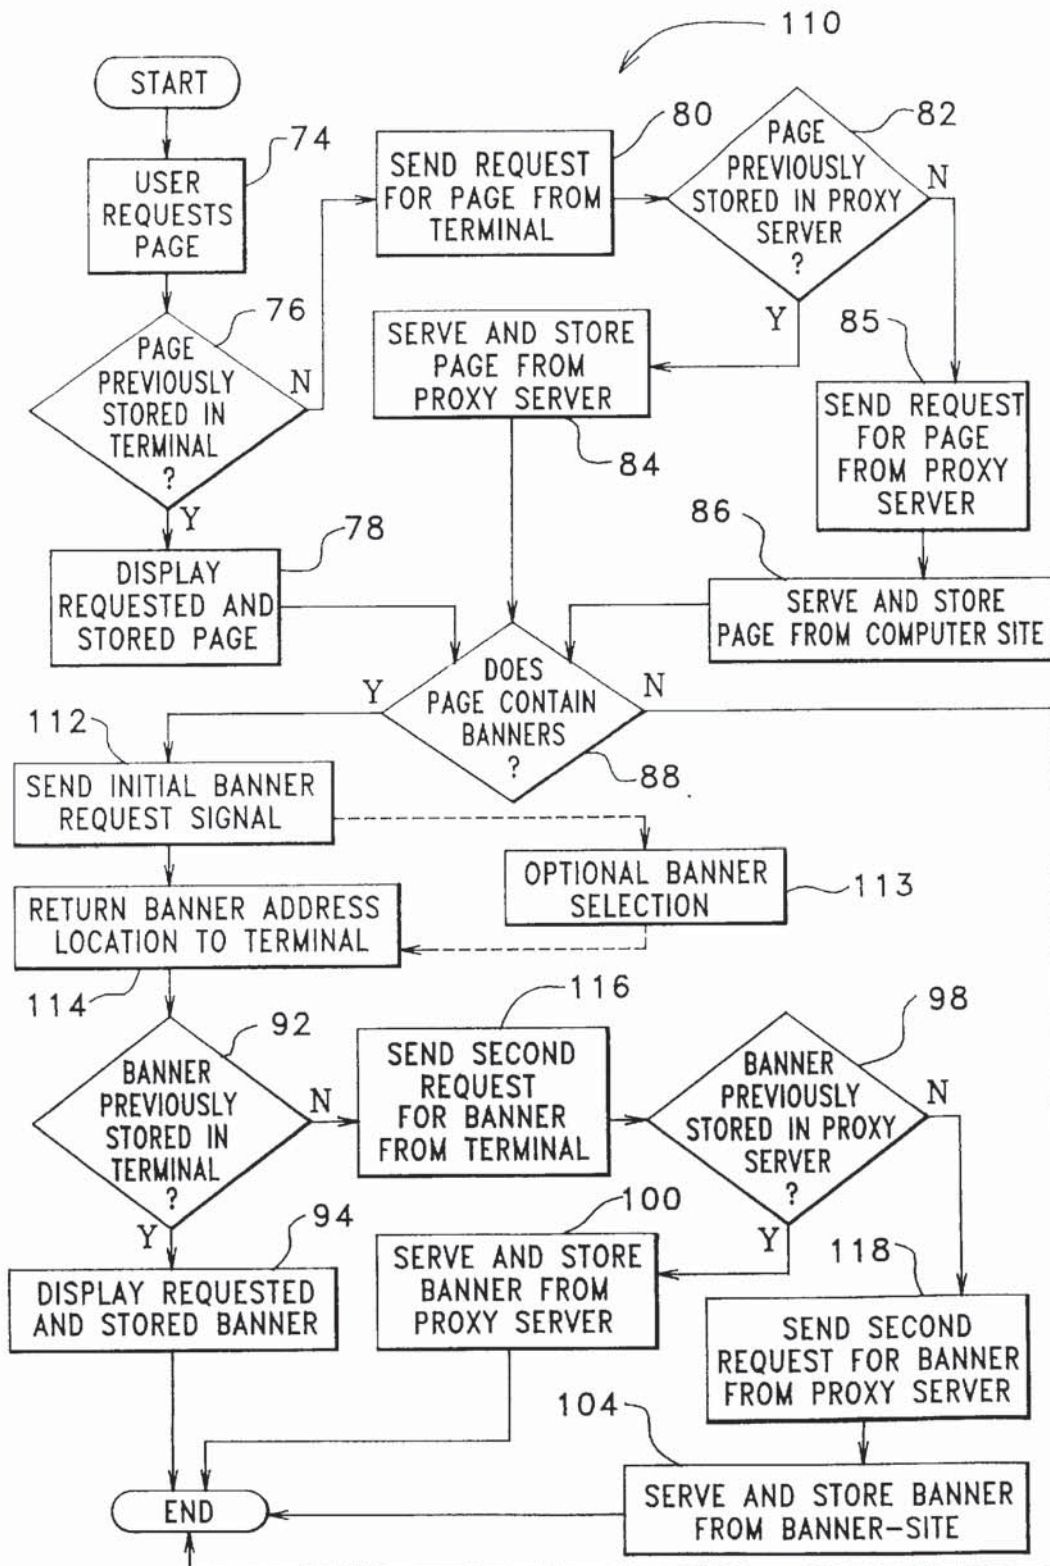 110
START
74
USER
REQUESTS
PAGE
76
PAGE
PREVIOUSLY
STORED IN
TERMINAL
?
N
Y
78
DISPLAY
REQUESTED AND
STORED PAGE
80
SEND REQUEST
FOR PAGE FROM
TERMINAL
82
PAGE
PREVIOUSLY
STORED IN PROXY
SERVER
?
N
Y
SERVE AND STORE
PAGE FROM
PROXY SERVER
84
85
SEND REQUEST
FOR PAGE
FROM PROXY
SERVER
86
SERVE AND STORE
PAGE FROM COMPUTER SITE
DOES
PAGE CONTAIN
BANNERS
?
Y
N
88
112
SEND INITIAL BANNER
REQUEST SIGNAL
OPTIONAL BANNER
SELECTION
113
RETURN BANNER ADDRESS
LOCATION TO TERMINAL
114
92
BANNER
PREVIOUSLY
STORED IN
TERMINAL
?
N
Y
94
DISPLAY REQUESTED
AND STORED BANNER
116
SEND SECOND
REQUEST
FOR BANNER
FROM TERMINAL
98
BANNER
PREVIOUSLY
STORED IN PROXY
SERVER
?
N
Y
100
SERVE AND STORE
BANNER FROM
PROXY SERVER
118
SEND SECOND
REQUEST FOR BANNER
FROM PROXY SERVER
104
SERVE AND STORE BANNER
FROM BANNER-SITE
END